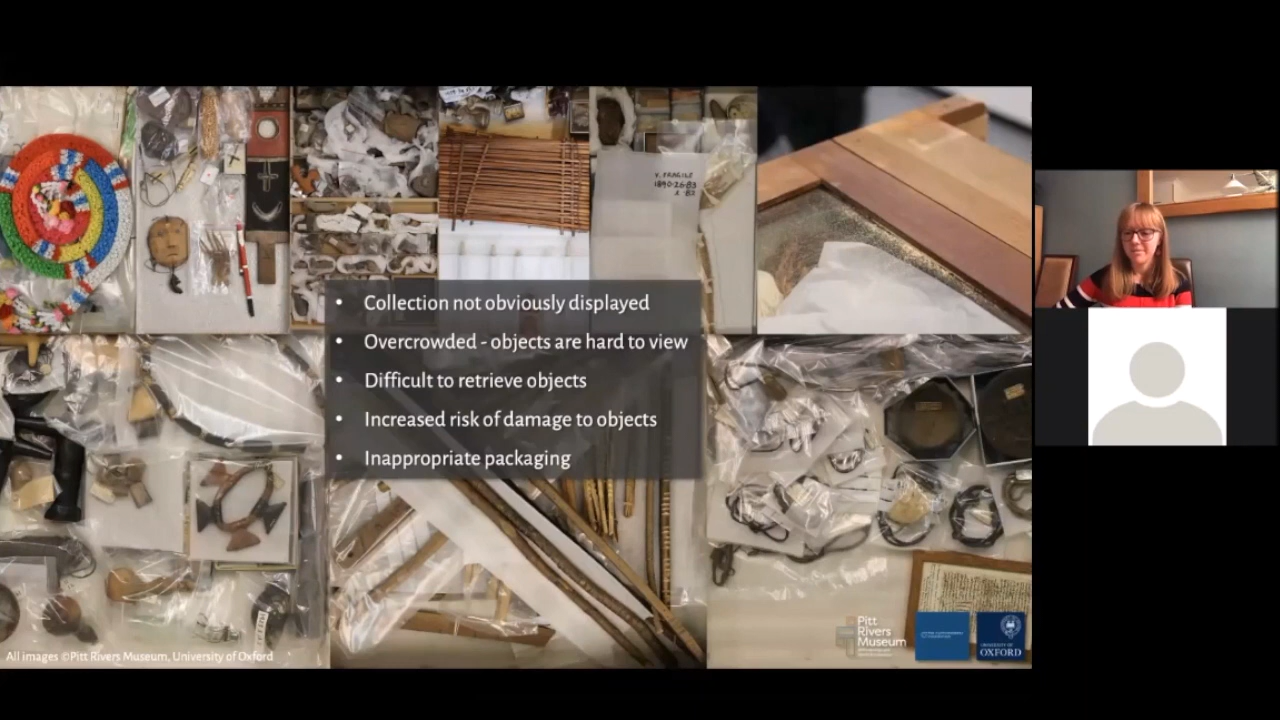 V. FRAGILE
1890.26.83
• Collection not obviously displayed
• Overcrowded - objects are hard to view
• Difficult to retrieve objects
• Increased risk of damage to objects
• Inappropriate packaging
All images ©Pitt Rivers Museum, University of Oxford
Pitt
Rivers
Museum
UNIVERSITY OF
OXFORD